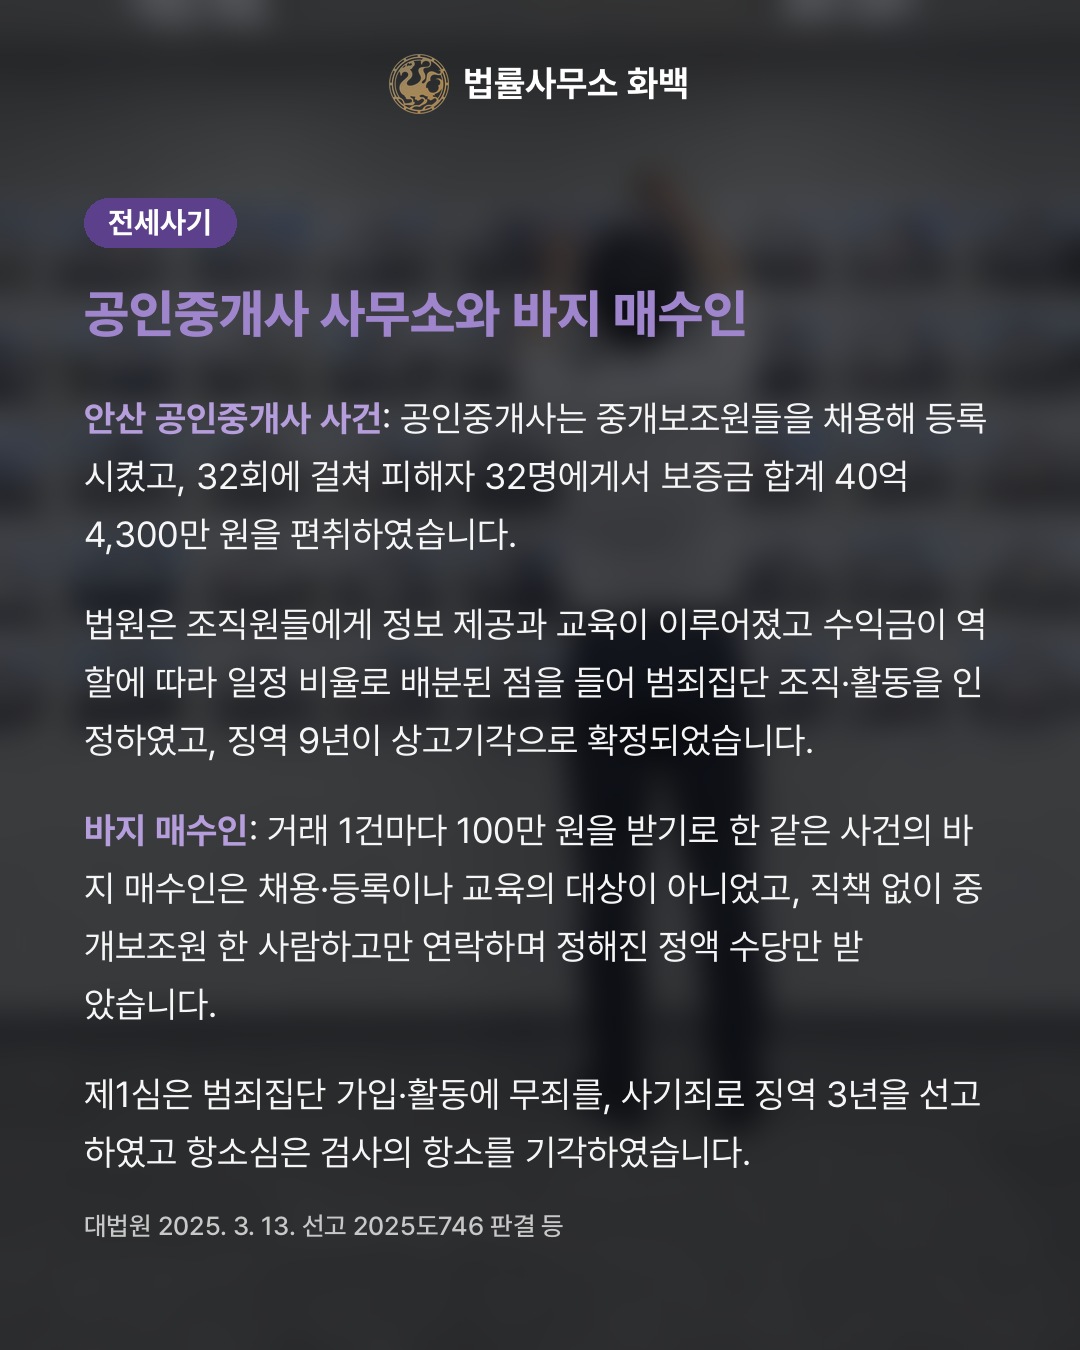 법률사무소 화백
전세사기
공인중개사 사무소와 바지 매수인
안산 공인중개사 사건: 공인중개사는 중개보조원들을 채용해 등록
시켰고, 32회에 걸쳐 피해자 32명에게서 보증금 합계 40억
4,300만 원을 편취하였습니다.
법원은 조직원들에게 정보 제공과 교육이 이루어졌고 수익금이 역
할에 따라 일정 비율로 배분된 점을 들어 범죄집단 조직·활동을 인
정하였고, 징역 9년이 상고기각으로 확정되었습니다.
바지 매수인: 거래 1건마다 100만 원을 받기로 한 같은 사건의 바
지 매수인은 채용·등록이나 교육의 대상이 아니었고, 직책 없이 중
개보조원 한 사람하고만 연락하며 정해진 정액 수당만 받
았습니다.
제1심은 범죄집단 가입·활동에 무죄를, 사기죄로 징역 3년을 선고
하였고 항소심은 검사의 항소를 기각하였습니다.
대법원 2025. 3. 13. 선고 2025도746 판결 등